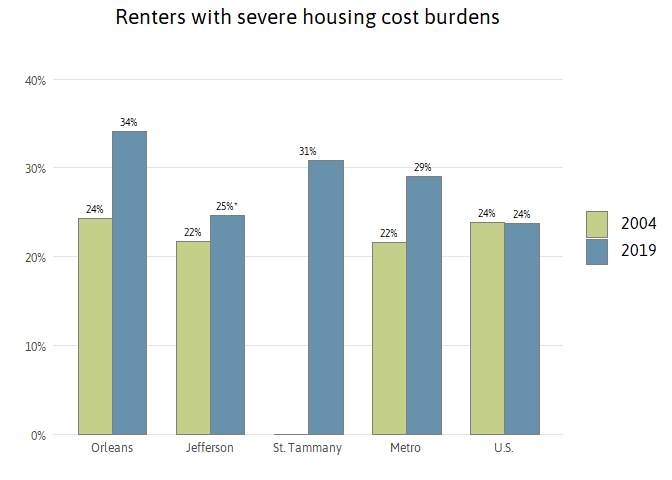 Renters with severe housing cost burdens
40%
30%
20%
10%
0%
24%
34%
22%
25%*
31%
22%
29%
24%
24%
Orleans
Jefferson
St. Tammany
Metro
U.S.
2004
2019